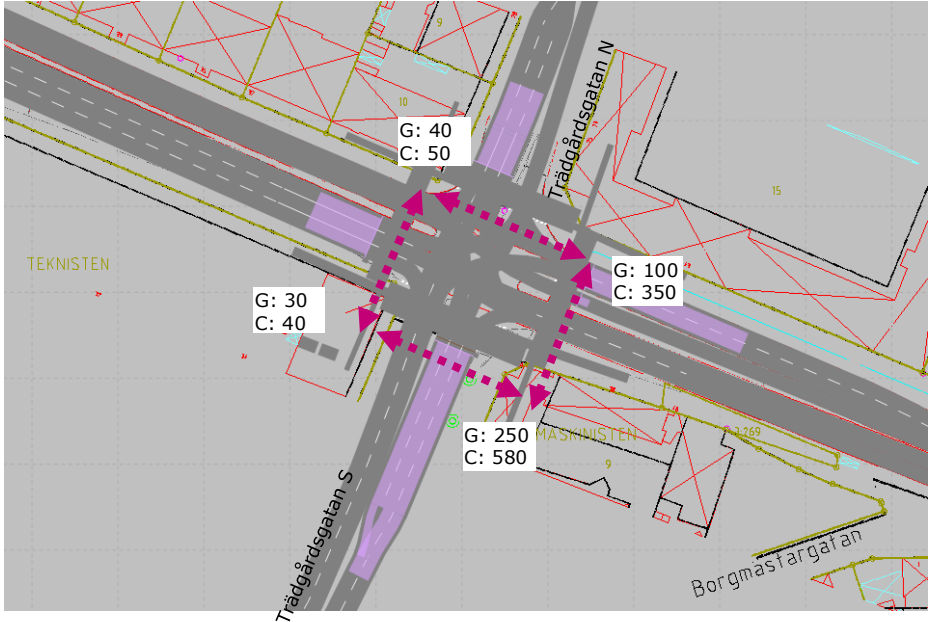 9
Trädgårdsgatan N
10
G: 40
C: 50
15
TEKNISTEN
G: 100
C: 350
G: 30
C: 40
G: 250
C: 580
MASKINISTEN
9
Trädgårdsgatan S
Borgmästargatan